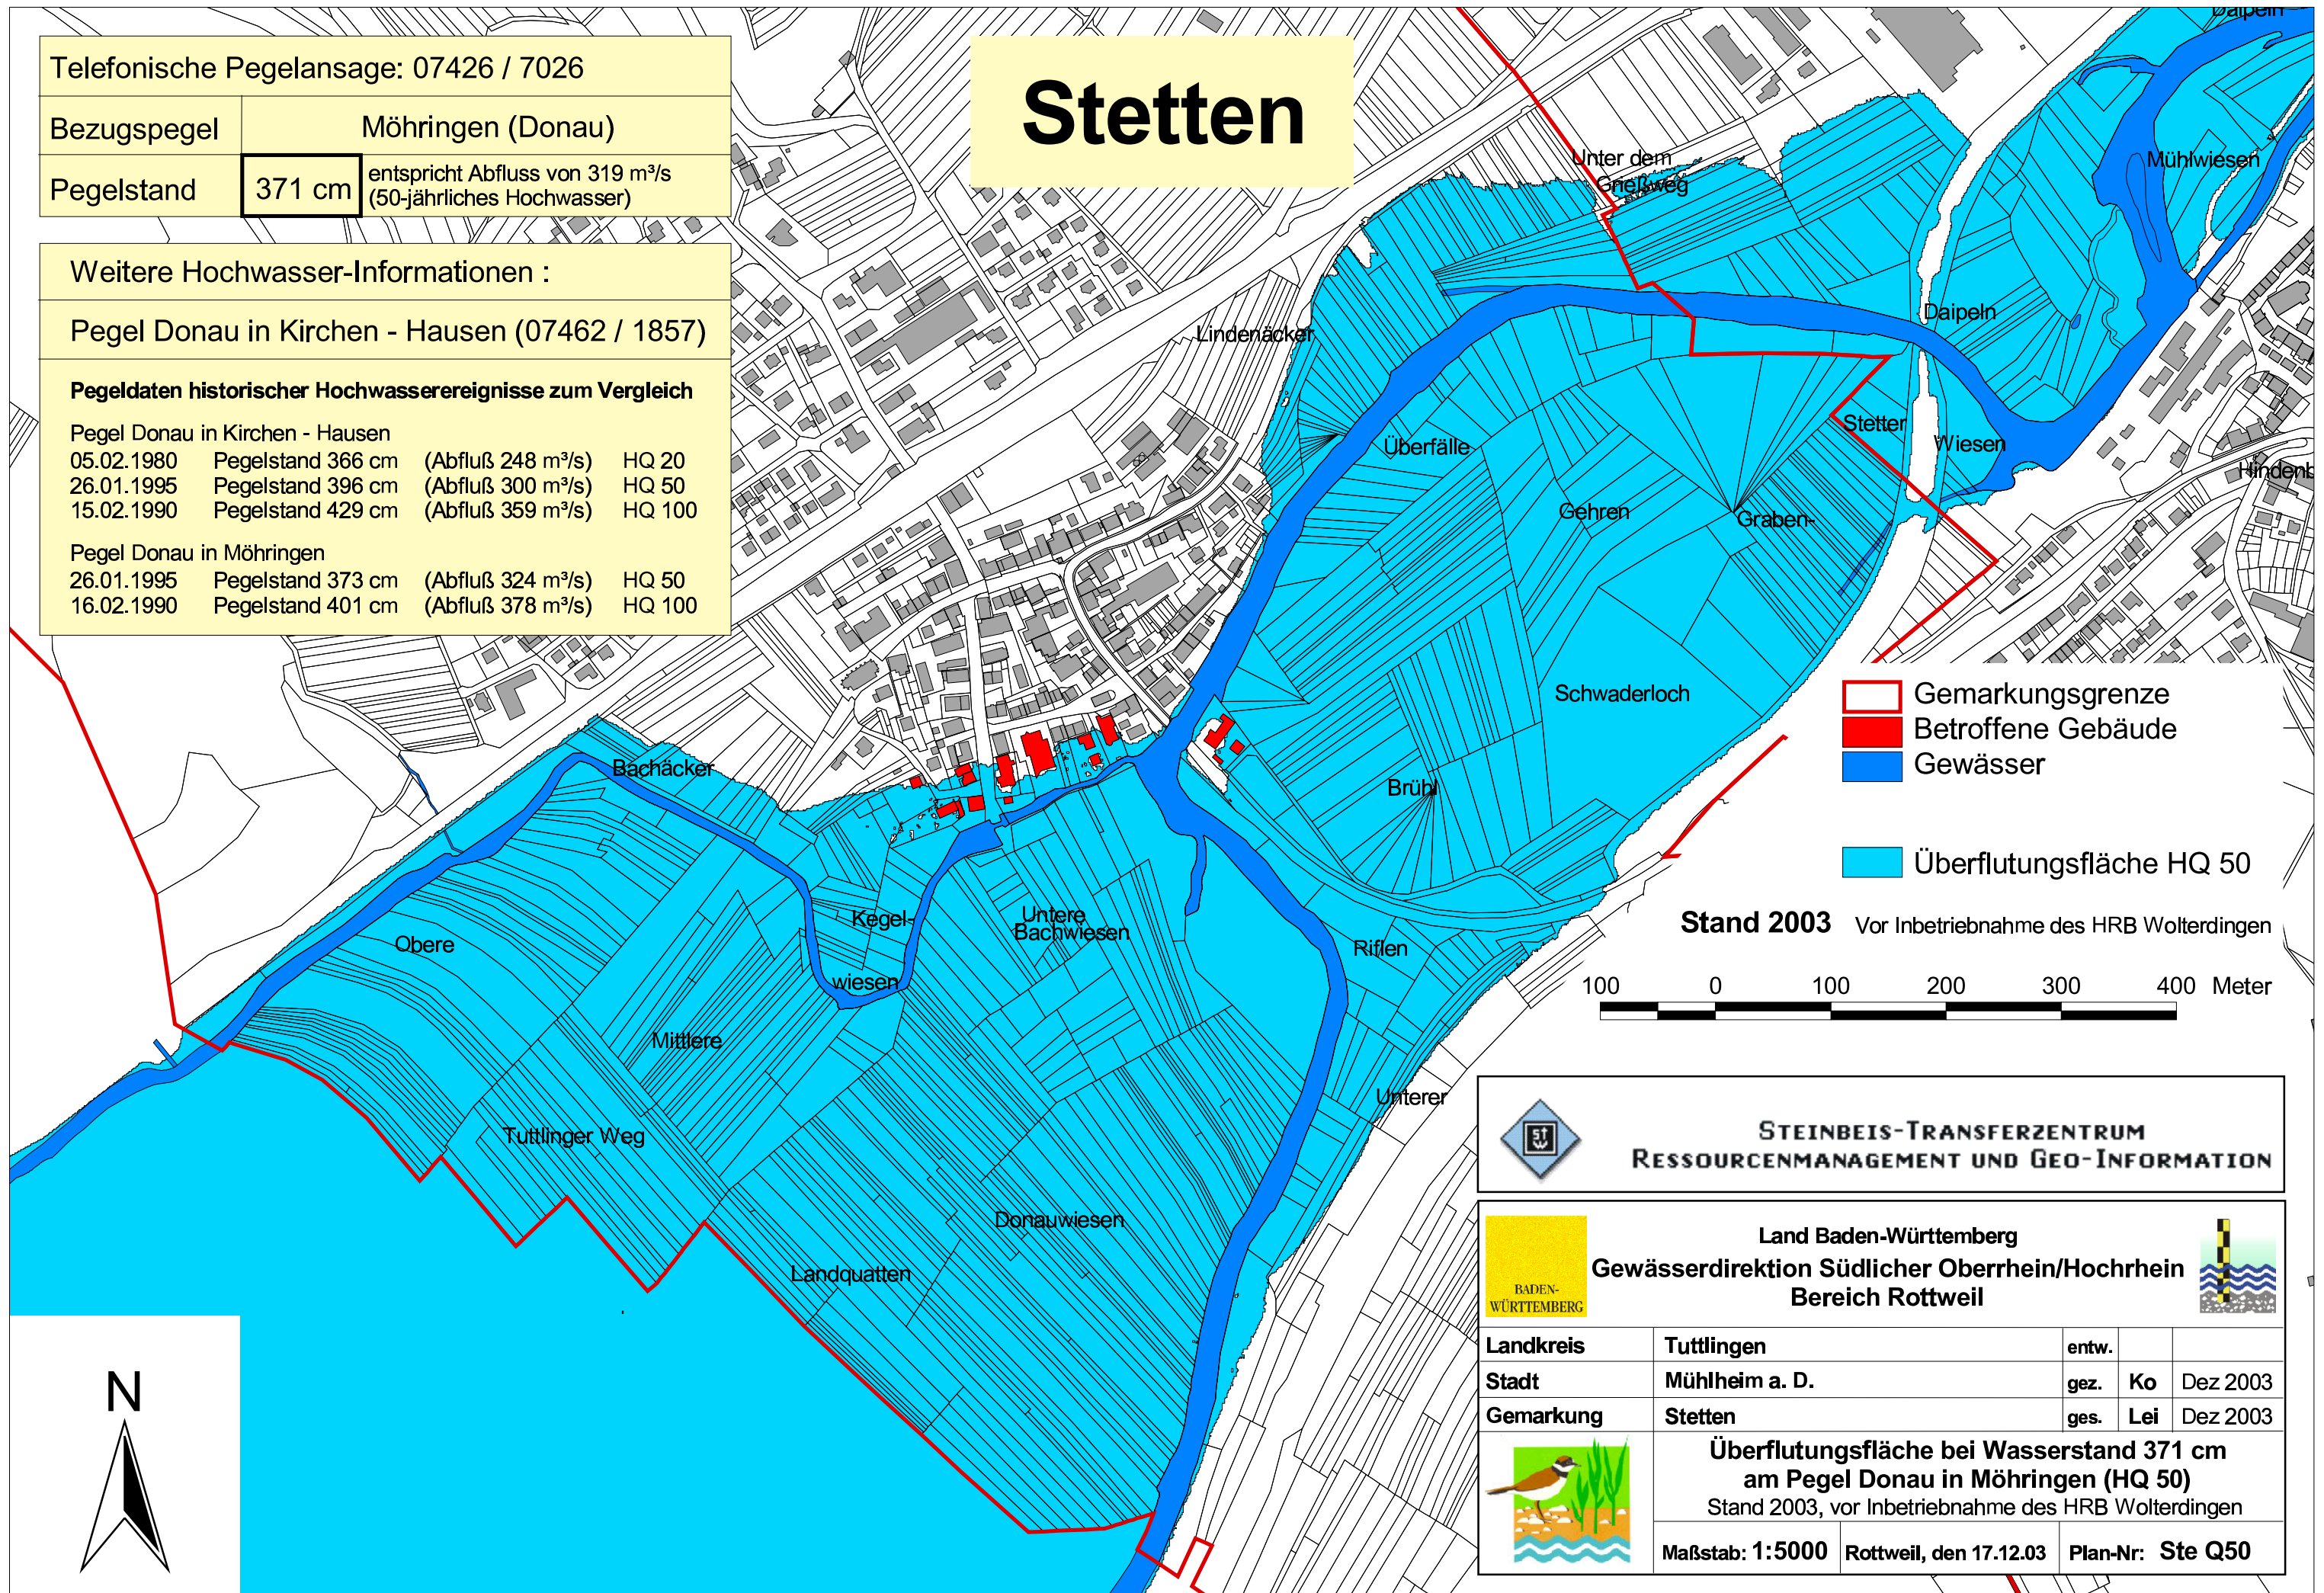 Telefonische Pegelansage: 07426 / 7026
Bezugspegel Möhringen (Donau)
Pegelstand 371 cm entspricht Abfluss von 319 m³/s
(50-jährliches Hochwasser)
Weitere Hochwasser-Informationen :
Pegel Donau in Kirchen - Hausen (07462 / 1857)
Pegeldaten historischer Hochwasserereignisse zum Vergleich
Pegel Donau in Kirchen - Hausen
05.02.1980 Pegelstand 366 cm (Abfluß 248 m³/s) HQ 20
26.01.1995 Pegelstand 396 cm (Abfluß 300 m³/s) HQ 50
15.02.1990 Pegelstand 429 cm (Abfluß 359 m³/s) HQ 100
Pegel Donau in Möhringen
26.01.1995 Pegelstand 373 cm (Abfluß 324 m³/s) HQ 50
16.02.1990 Pegelstand 401 cm (Abfluß 378 m³/s) HQ 100
Stetten
Daipeln
Unter dem
Grießweg
Mühlwiesen
Lindenäcker
Daipeln
Überfälle
Stetter
Wiesen
Hindenb
Gehren
Graben-
Schwaderloch
Bachäcker
Brühl
Kegel-
wiesen
Untere
Bachwiesen
Obere
Riflen
Mittlere
Unterer
Tuttlinger Weg
Donauwiesen
Landquatten
Gemarkungsgrenze
Betroffene Gebäude
Gewässer
Überflutungsfläche HQ 50
Stand 2003 Vor Inbetriebnahme des HRB Wolterdingen
100 0 100 200 300 400 Meter
N
STEINBEIS-TRANSFERZENTRUM
RESSOURCENMANAGEMENT UND GEO-INFORMATION
BADEN-
WÜRTTEMBERG
Land Baden-Württemberg
Gewässerdirektion Südlicher Oberrhein/Hochrhein
Bereich Rottweil
Landkreis Tuttlingen entw.
Stadt Mühlheim a. D. gez. Ko Dez 2003
Gemarkung Stetten ges. Lei Dez 2003
Überflutungsfläche bei Wasserstand 371 cm
am Pegel Donau in Möhringen (HQ 50)
Stand 2003, vor Inbetriebnahme des HRB Wolterdingen
Maßstab: 1:5000 Rottweil, den 17.12.03 Plan-Nr: Ste Q50